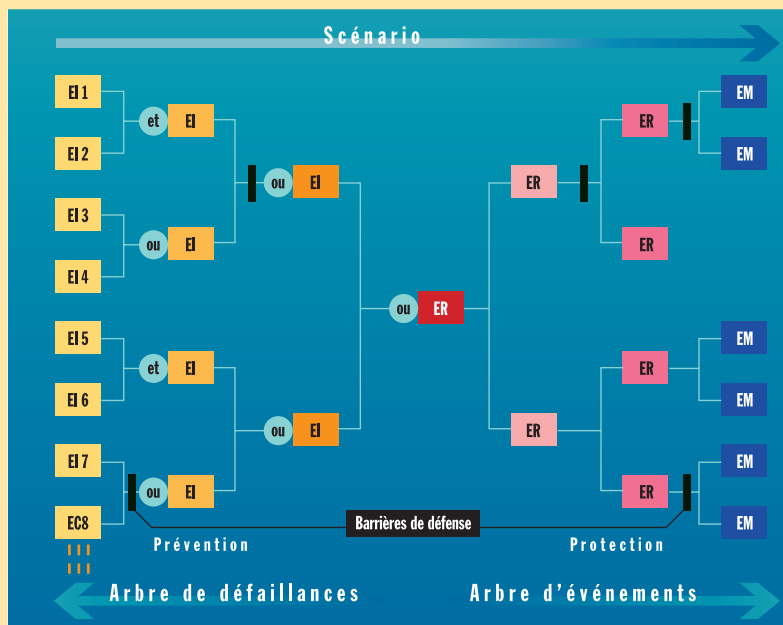 Scénario
EI 1
EM
et
EI
ER
EI 2
EM
ou
EI
ER
EI 3
ou
EI
ER
EI 4
ou
ER
EI 5
EM
et
EI
ER
EI 6
EM
ou
EI
ER
EI 7
EM
ou
EI
ER
EC8
Barrières de défense
EM
Prévention
Protection
Arbre de défaillances
Arbre d'événements